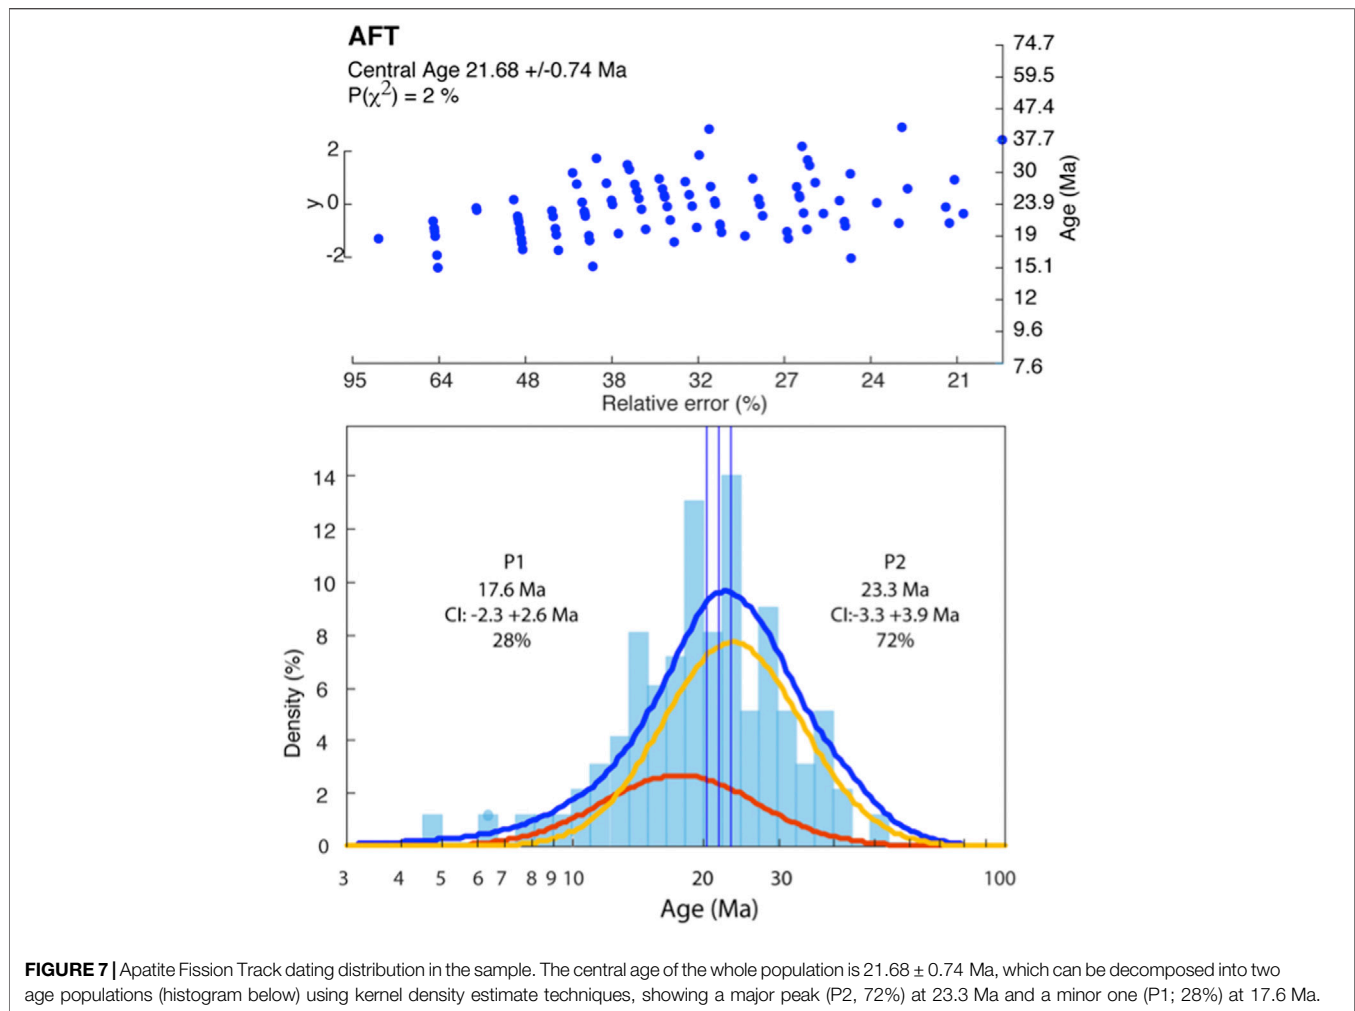 AFT
Central Age 21.68 +/-0.74 Ma
P(χ2) = 2 %
74.7
59.5
47.4
37.7
30
23.9
19
15.1
12
9.6
7.6
Age (Ma)
2
0
-2
y
95 64 48 38 32 27 24 21
Relative error (%)
14
12
10
8
6
4
2
0
Density (%)
P1
17.6 Ma
CI: -2.3 +2.6 Ma
28%
P2
23.3 Ma
CI:-3.3 +3.9 Ma
72%
3 4 5 6 7 8 9 10 20 30 100
Age (Ma)
FIGURE 7 | Apatite Fission Track dating distribution in the sample. The central age of the whole population is 21.68 ± 0.74 Ma, which can be decomposed into two
age populations (histogram below) using kernel density estimate techniques, showing a major peak (P2, 72%) at 23.3 Ma and a minor one (P1; 28%) at 17.6 Ma.